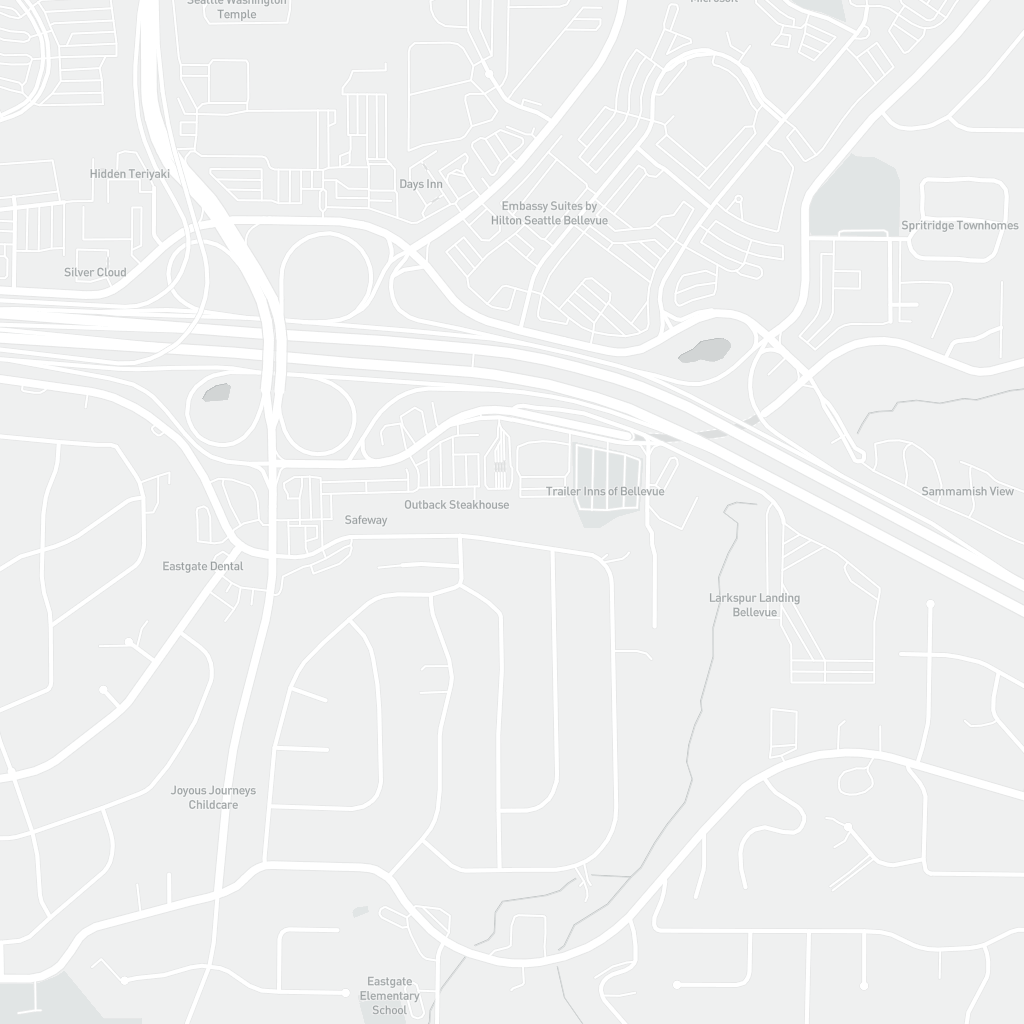 Seattle Washington
Temple
Microsoft
Hidden Teriyaki
Days Inn
Embassy Suites by
Hilton Seattle Bellevue
Spritridge Townhomes
Silver Cloud
Trailer Inns of Bellevue
Sammamish View
Outback Steakhouse
Safeway
Eastgate Dental
Larkspur Landing
Bellevue
Joyous Journeys
Childcare
Eastgate
Elementary
School